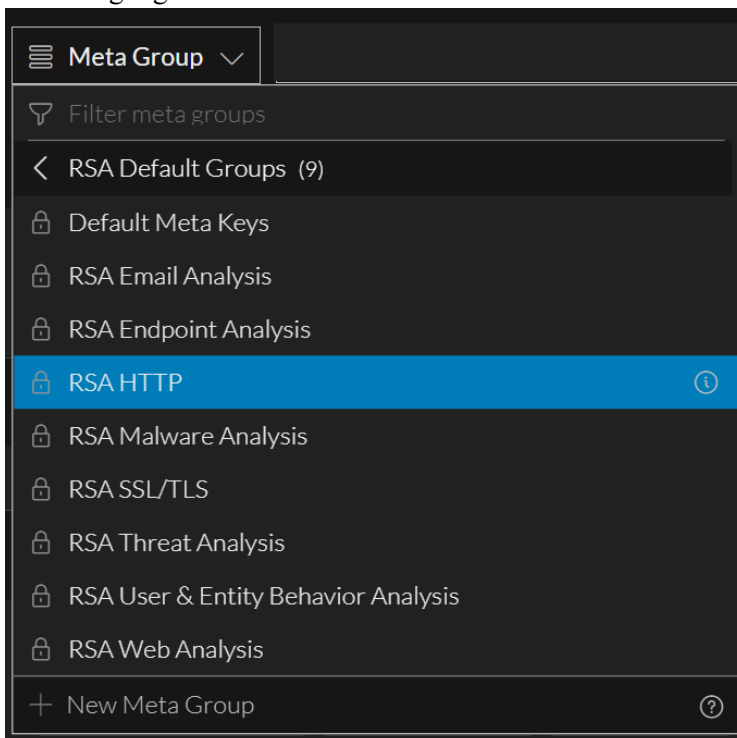 Meta Group
Filter meta groups
RSA Default Groups (9)
Default Meta Keys
RSA Email Analysis
RSA Endpoint Analysis
RSA HTTP
RSA Malware Analysis
RSA SSL/TLS
RSA Threat Analysis
RSA User & Entity Behavior Analysis
RSA Web Analysis
New Meta Group